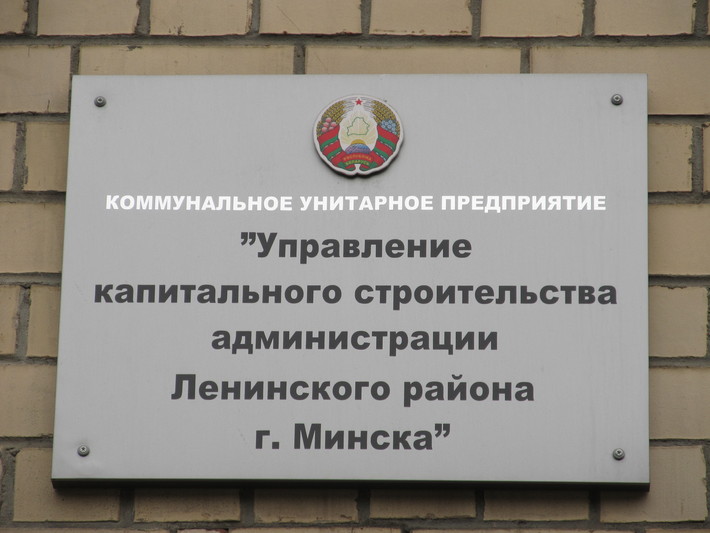 КОММУНАЛЬНОЕ УНИТАРНОЕ ПРЕДПРИЯТИЕ
”Управление
капитального строительства
администрации
Ленинского района
г. Минска”